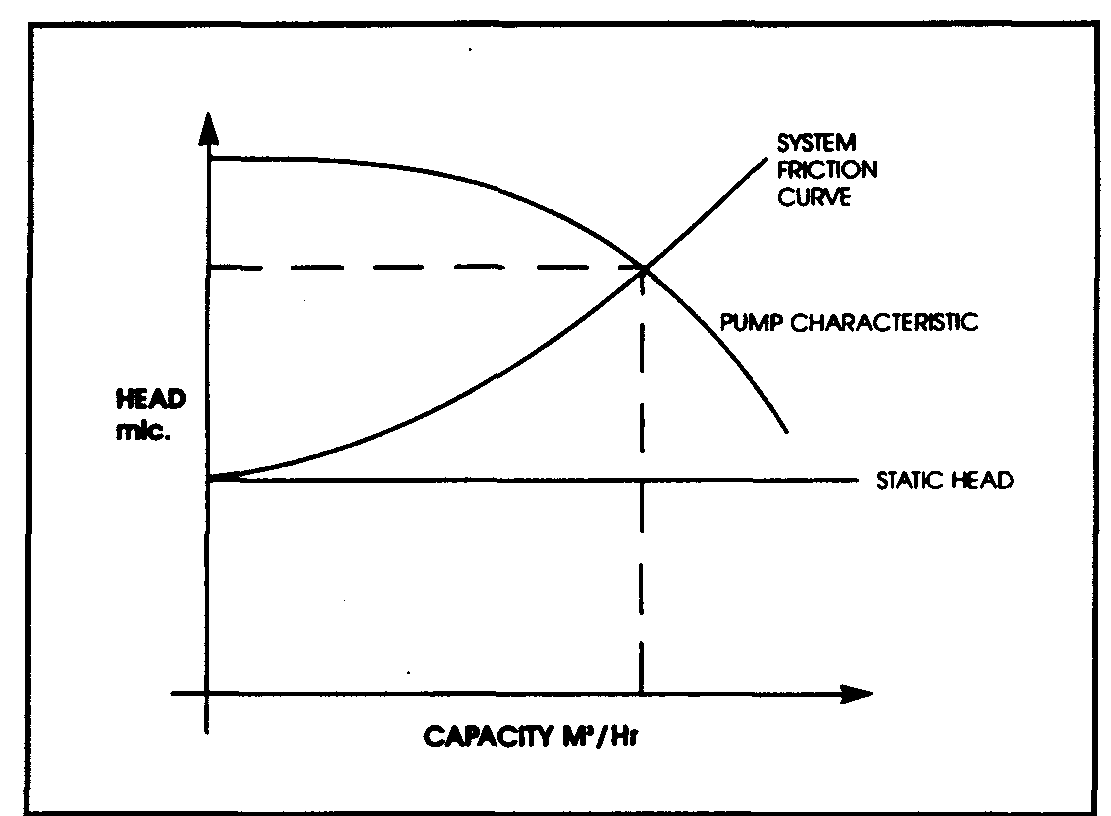 SYSTEM
FRICTION
CURVE
PUMP CHARACTERISTIC
HEAD
mlc.
STATIC HEAD
CAPACITY M³/Hr